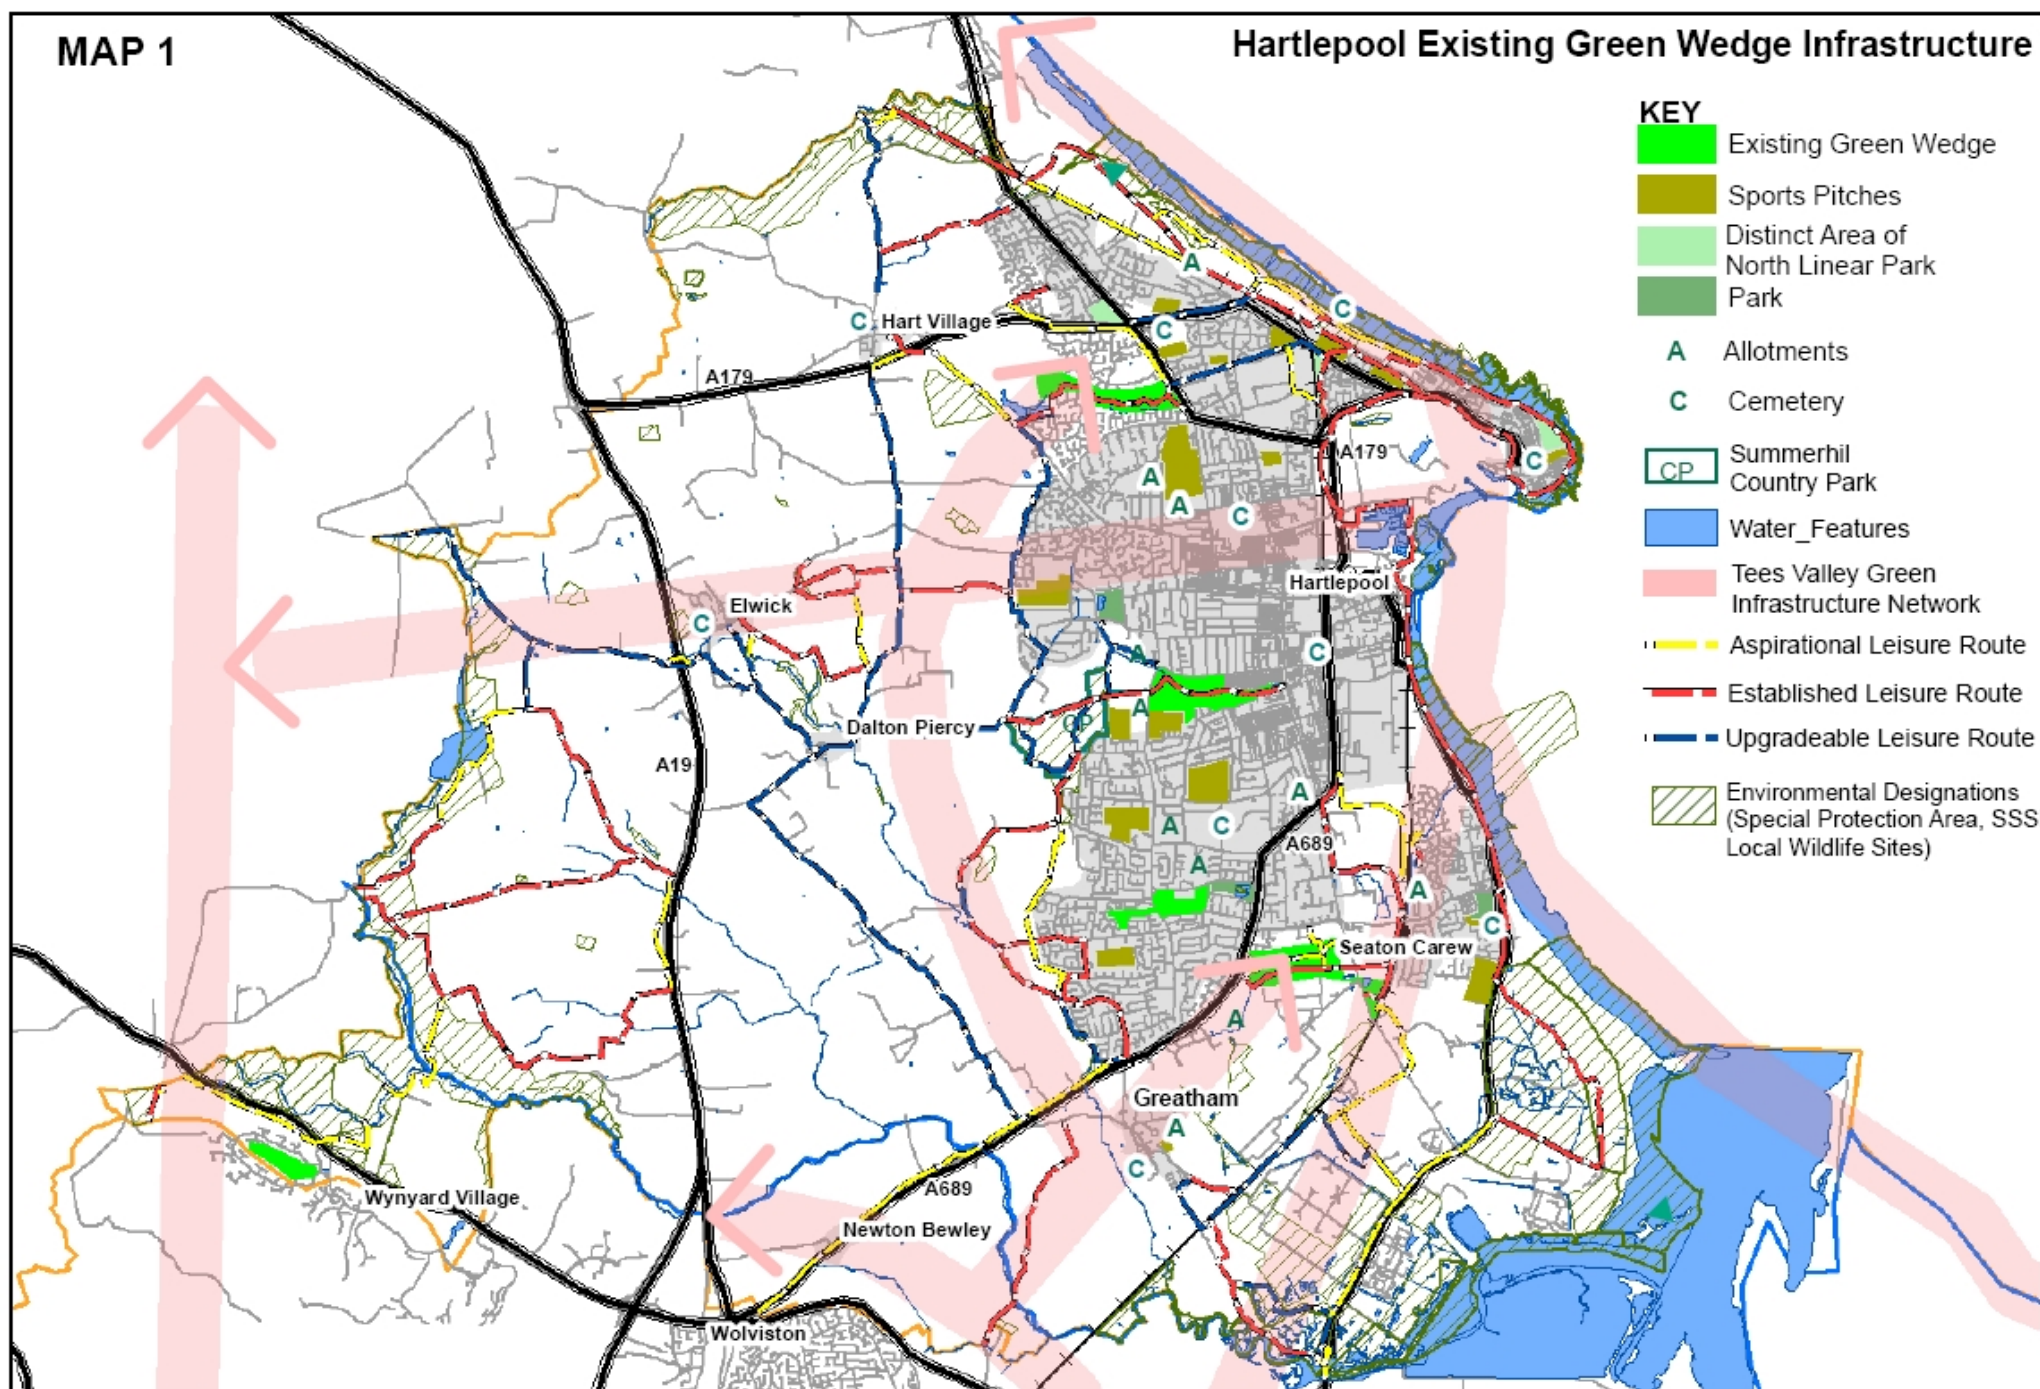 MAP 1
Hartlepool Existing Green Wedge Infrastructure
KEY
Existing Green Wedge
Sports Pitches
Distinct Area of
North Linear Park
Park
A
Allotments
C
Cemetery
CP
Summerhil
Country Park
Water_Features
Tees Valley Green
Infrastructure Network
Aspirational Leisure Route
Established Leisure Route
Upgradeable Leisure Route
Environmental Designations
(Special Protection Area, SSS
Local Wildlife Sites)
A
C
C
Hart Village
C
A179
A179
C
A
A
C
Hartlepool
Elwick
C
A
C
A
CP
Dalton Piercy
A19
A
A
C
A689
A
A
C
Seaton Carew
A
Greatham
A
C
A689
Wynyard Village
Newton Bewley
Wolviston